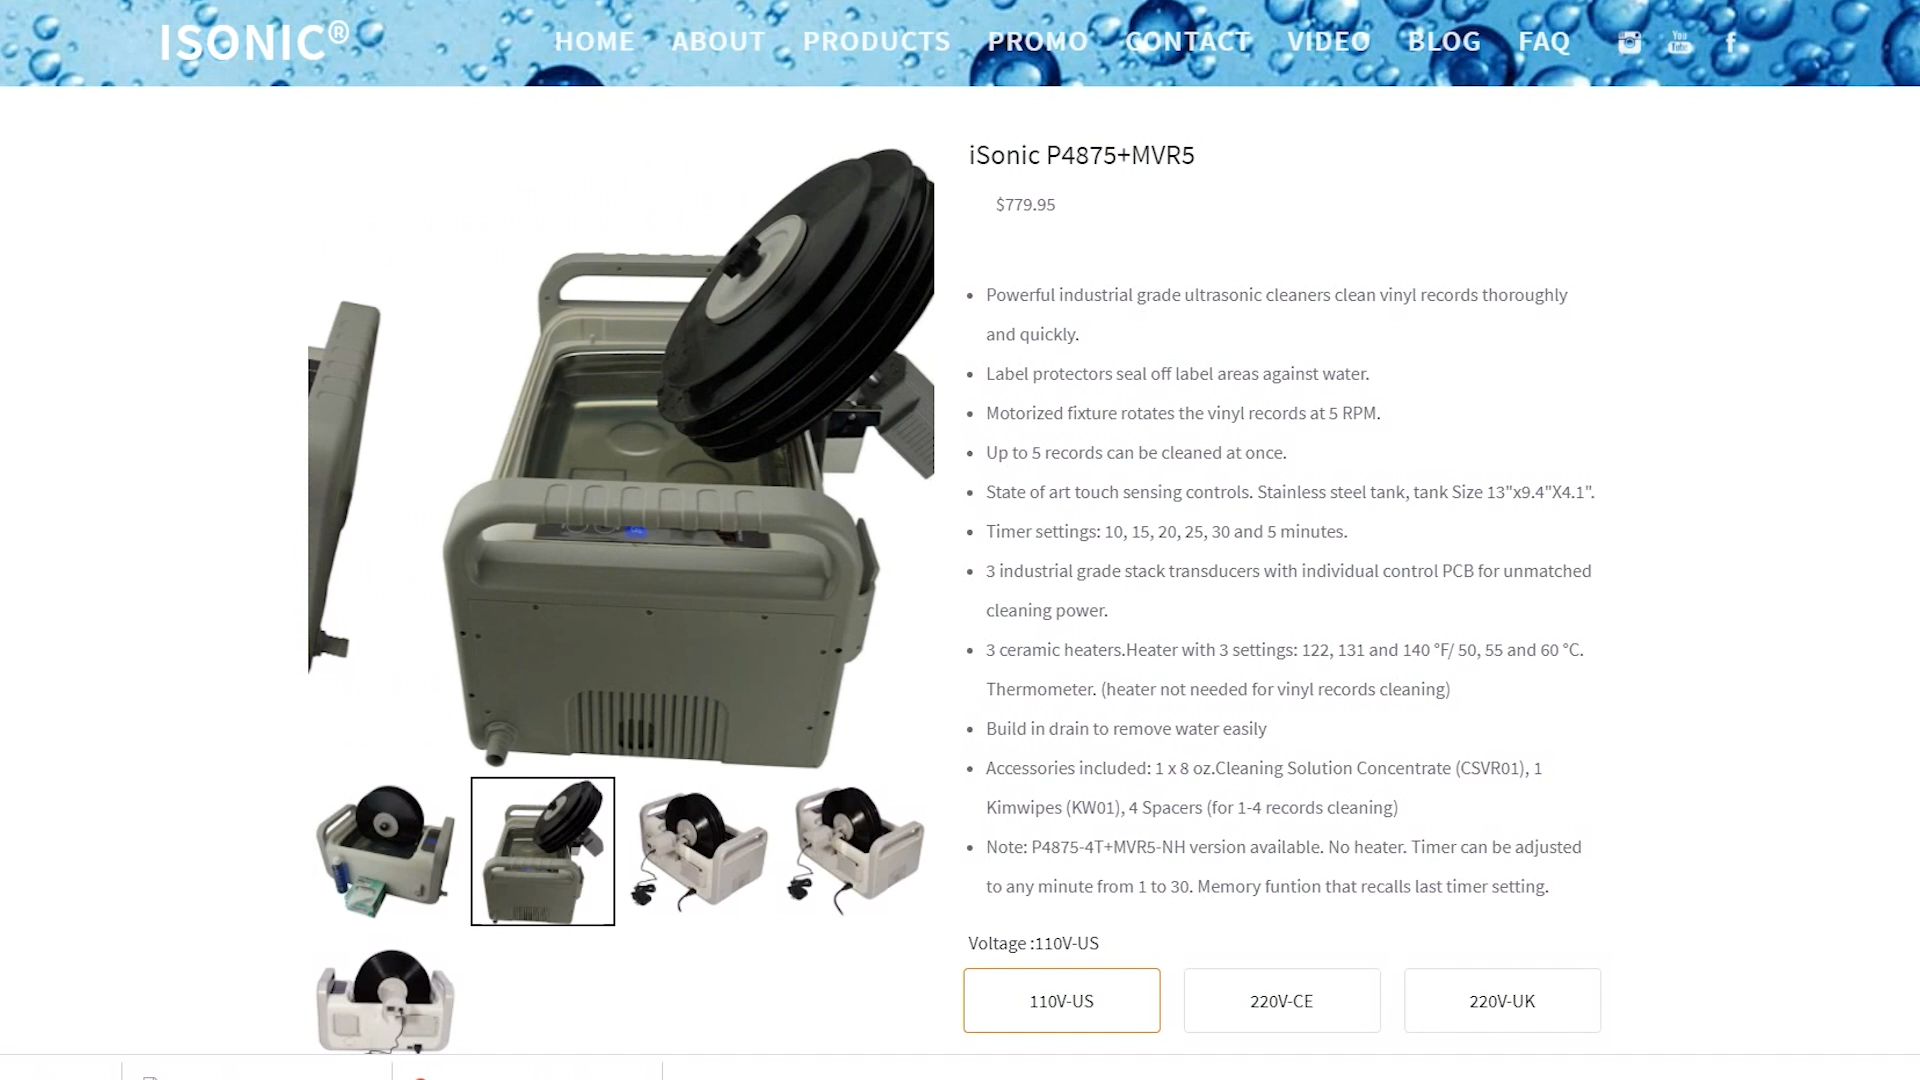 ISONIC®
HOME ABOUT PRODUCTS PROMO CONTACT VIDEO BLOG FAQ
You
Tube
f
iSonic P4875+MVR5
$779.95
• Powerful industrial grade ultrasonic cleaners clean vinyl records thoroughly
and quickly.
• Label protectors seal off label areas against water.
• Motorized fixture rotates the vinyl records at 5 RPM.
• Up to 5 records can be cleaned at once.
• State of art touch sensing controls. Stainless steel tank, tank Size 13"x9.4"X4.1".
• Timer settings: 10, 15, 20, 25, 30 and 5 minutes.
• 3 industrial grade stack transducers with individual control PCB for unmatched
cleaning power.
• 3 ceramic heaters.Heater with 3 settings: 122, 131 and 140 °F/ 50, 55 and 60 °C.
Thermometer. (heater not needed for vinyl records cleaning)
• Build in drain to remove water easily
• Accessories included: 1 x 8 oz.Cleaning Solution Concentrate (CSVR01), 1
Kimwipes (KW01), 4 Spacers (for 1-4 records cleaning)
• Note: P4875-4T+MVR5-NH version available. No heater. Timer can be adjusted
to any minute from 1 to 30. Memory funtion that recalls last timer setting.
Voltage :110V-US
110V-US 220V-CE 220V-UK